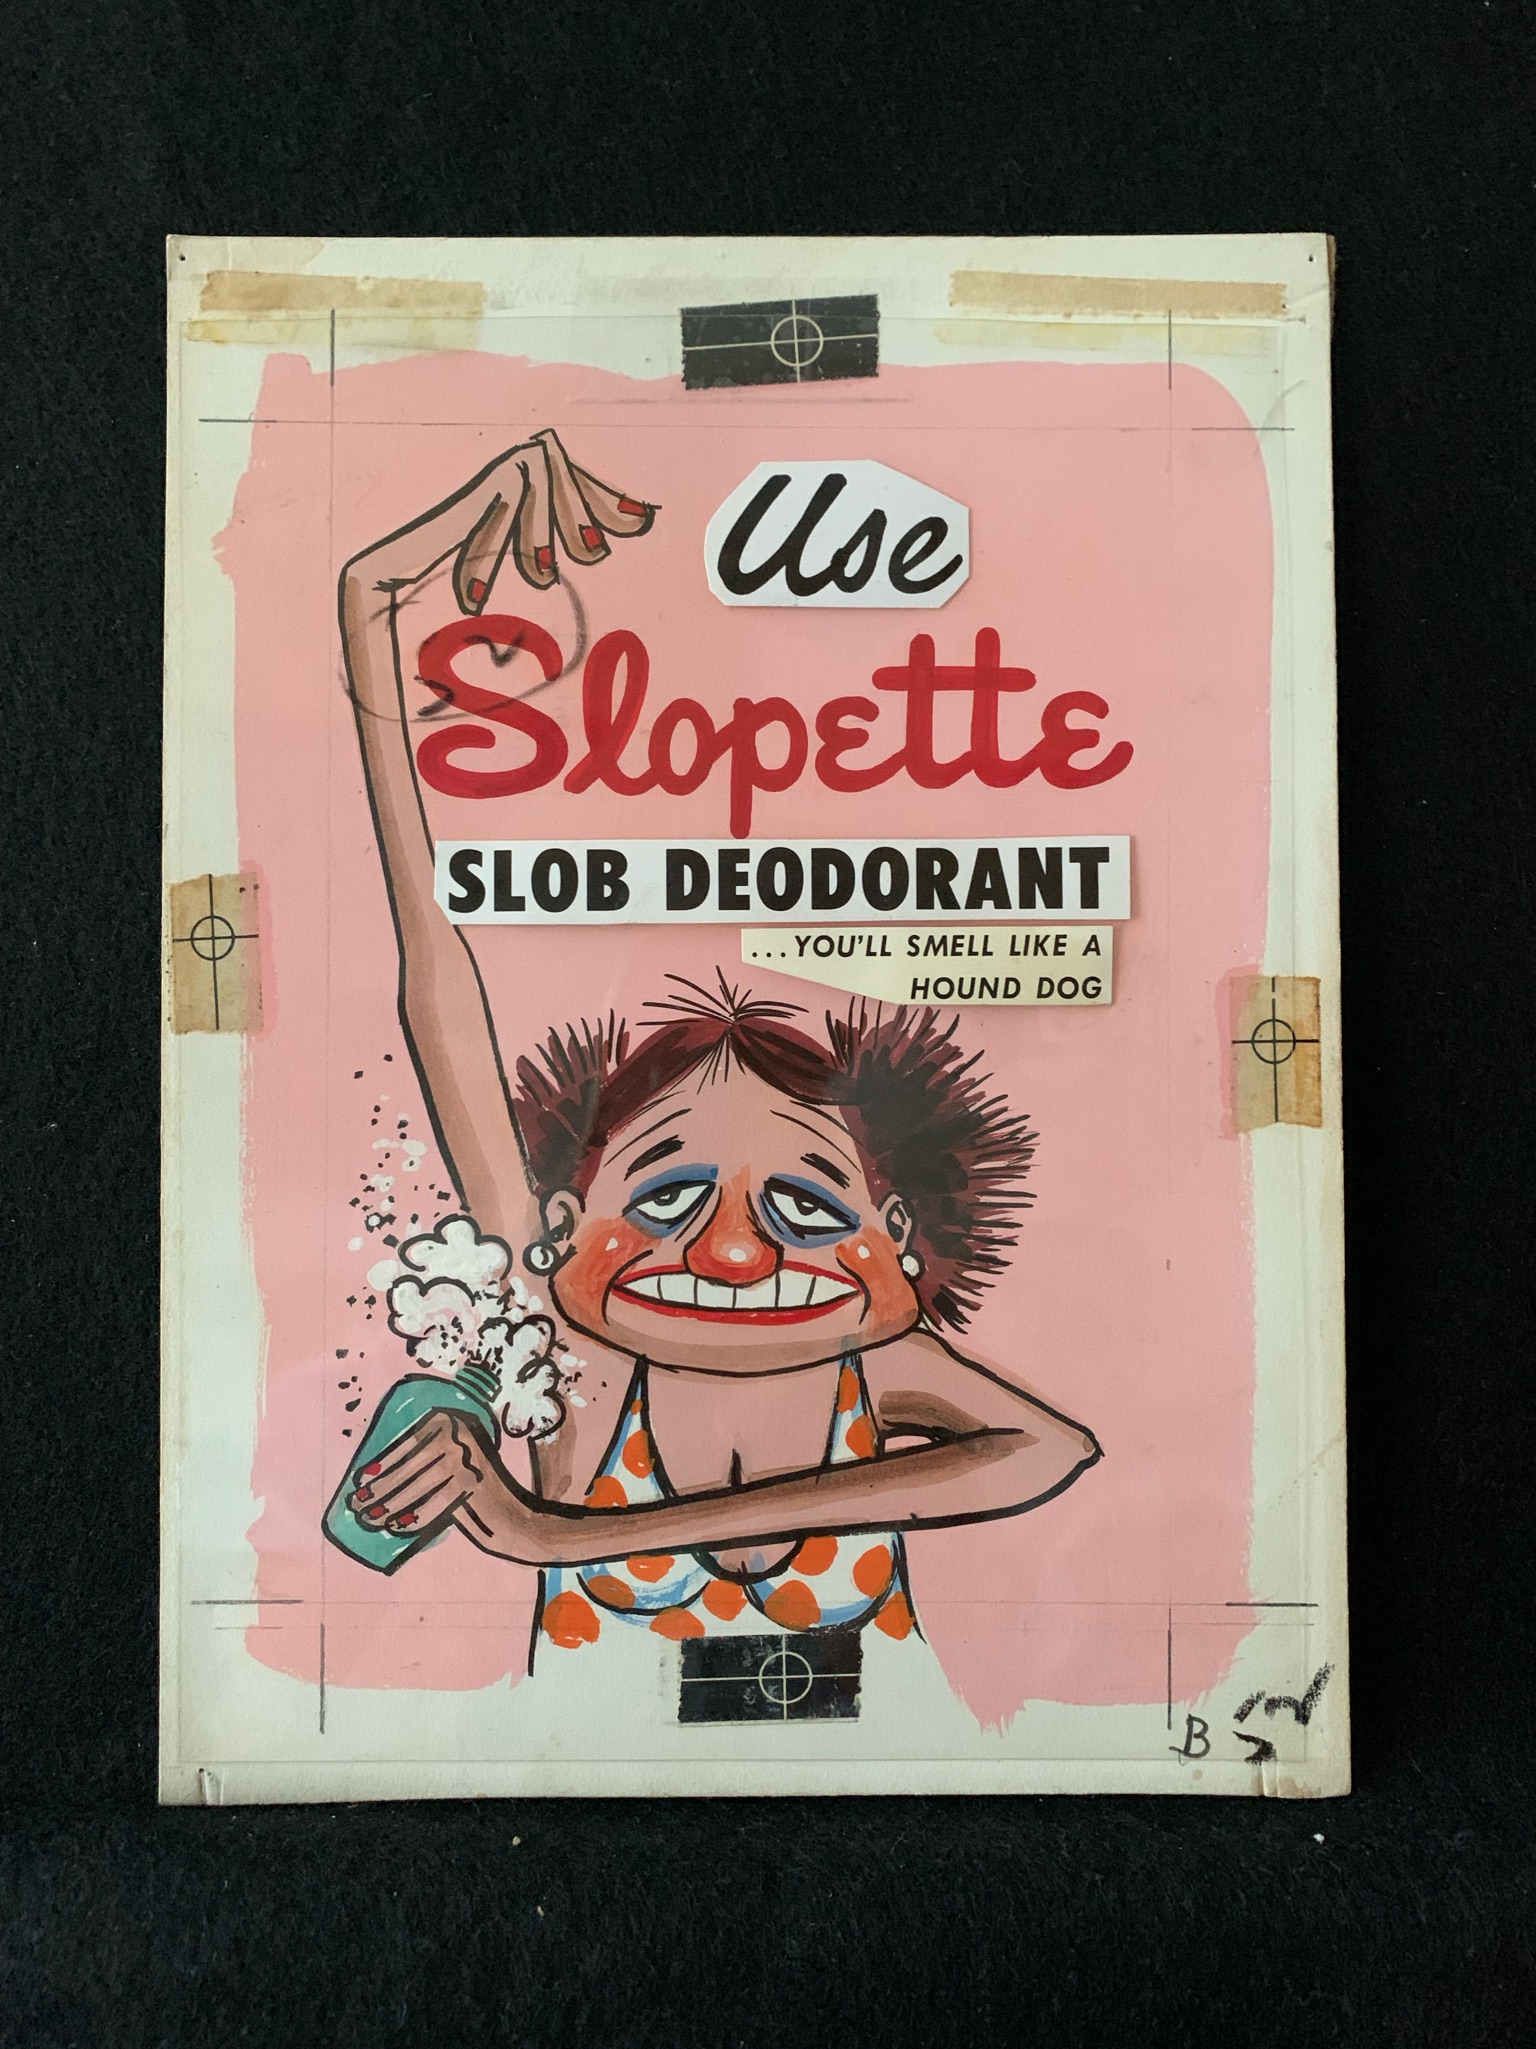 Use
Slopette
SLOB DEODORANT
...YOU'LL SMELL LIKE A
HOUND DOG
B